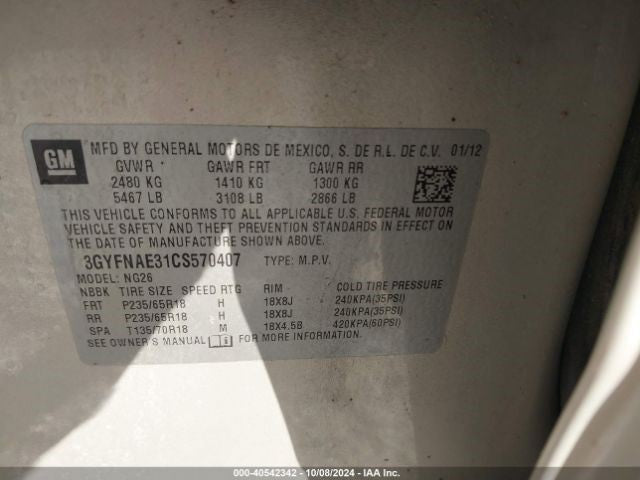 GM
MFD BY GENERAL MOTORS DE MEXICO, S. DE R.L. DE C.V. 01/12
GVWR GAWR FRT GAWR RR
2480 KG 1410 KG 1300 KG
5467 LB 3108 LB 2866 LB
THIS VEHICLE CONFORMS TO ALL APPLICABLE U.S. FEDERAL MOTOR
VEHICLE SAFETY AND THEFT PREVENTION STANDARDS IN EFFECT ON
THE DATE OF MANUFACTURE SHOWN ABOVE.
3GYFNAE31CS570407 TYPE: M.P.V.
MODEL: NG26
NBBK TIRE SIZE SPEED RTG RIM COLD TIRE PRESSURE
FRT P235/65R18 H 18X8J 240KPA(35PSI)
RR P235/65R18 H 18X8J 240KPA(35PSI)
SPA T135/70R18 M 18X4.5B 420KPA(60PSI)
SEE OWNER'S MANUAL FOR MORE INFORMATION.
000-40542342 - 10/08/2024 - IAA Inc.